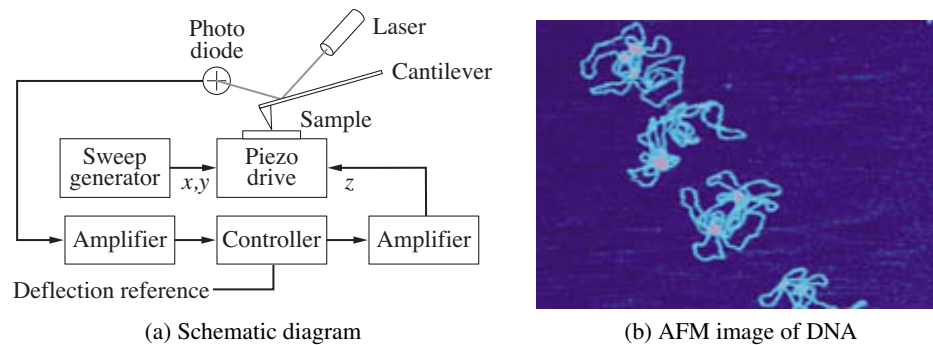 Photo
diode
Laser
Cantilever
Sample
Sweep
generator
x,y
Piezo
drive
z
Amplifier
Controller
Amplifier
Deflection reference
(a) Schematic diagram
(b) AFM image of DNA